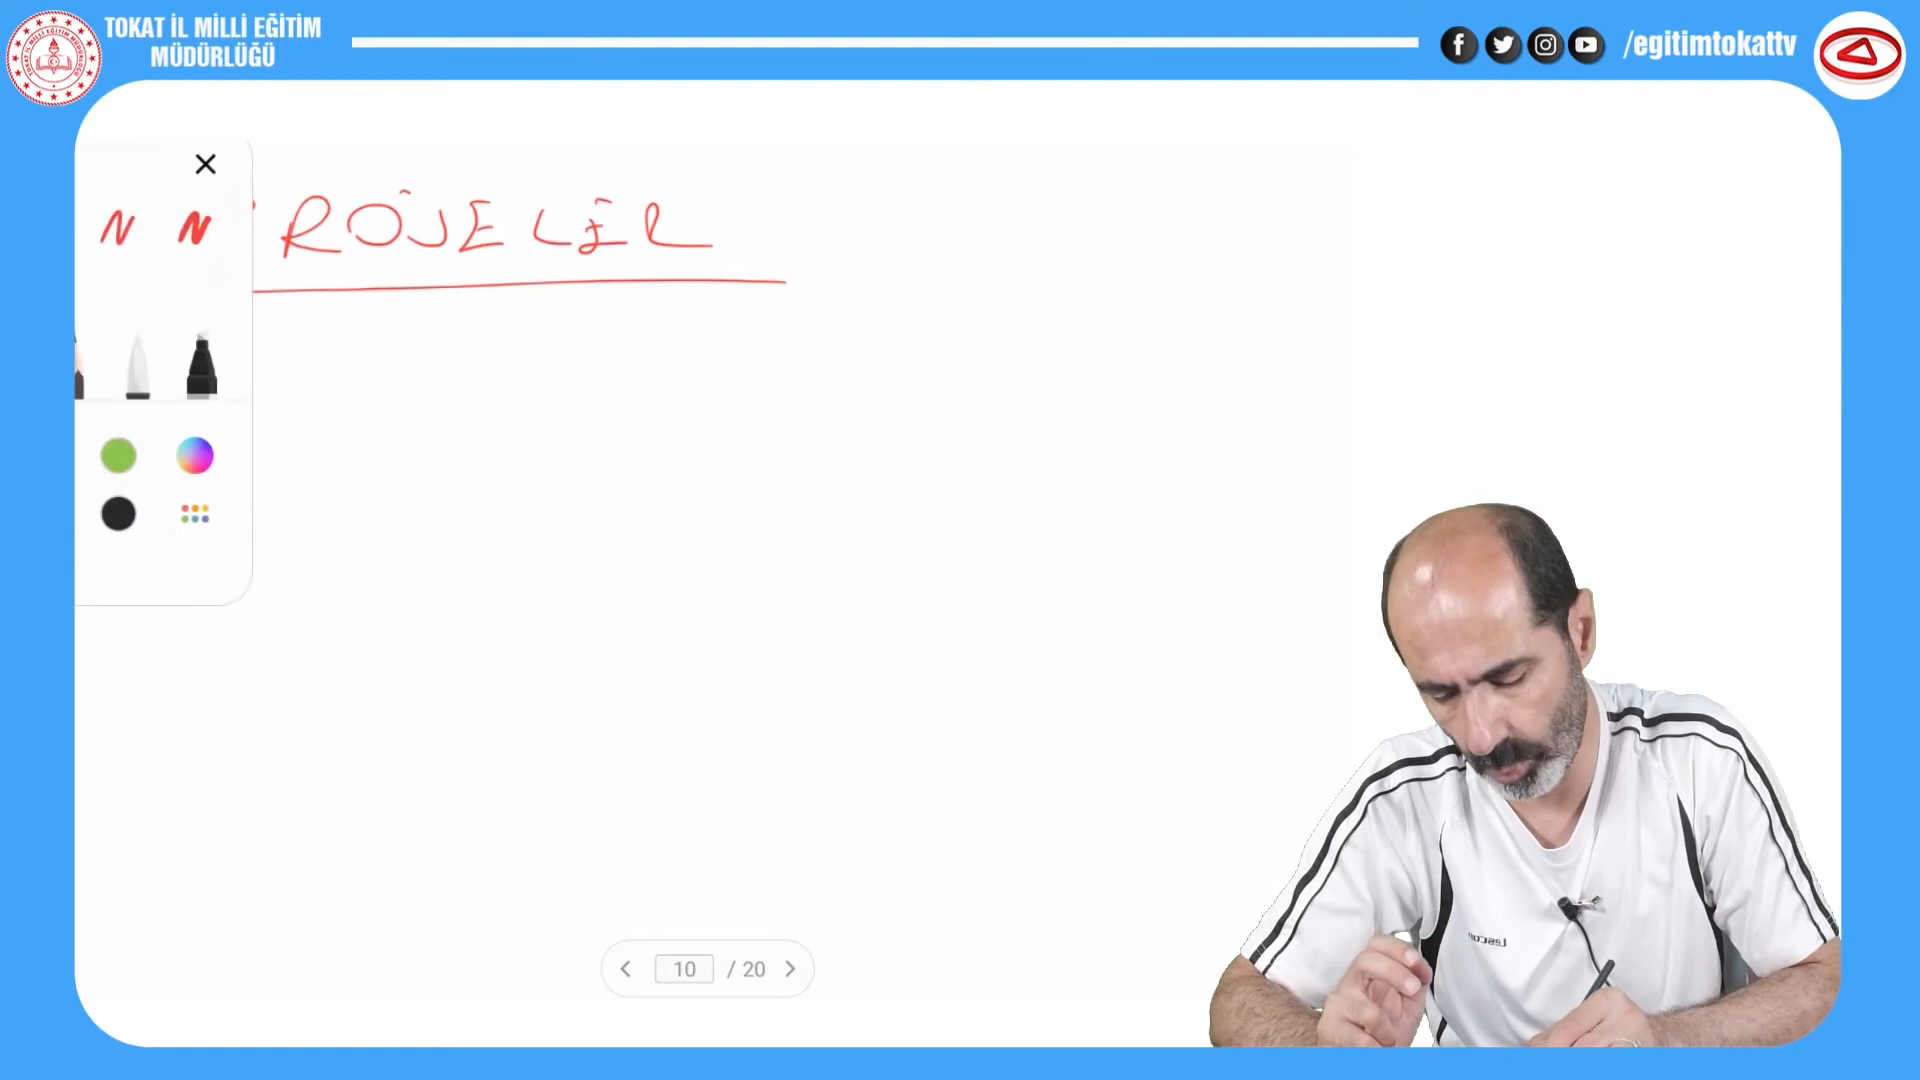 TOKAT İL MİLLİ EĞİTİM
MÜDÜRLÜĞÜ
/egitimtokattv
N N
ROJELER
10 / 20